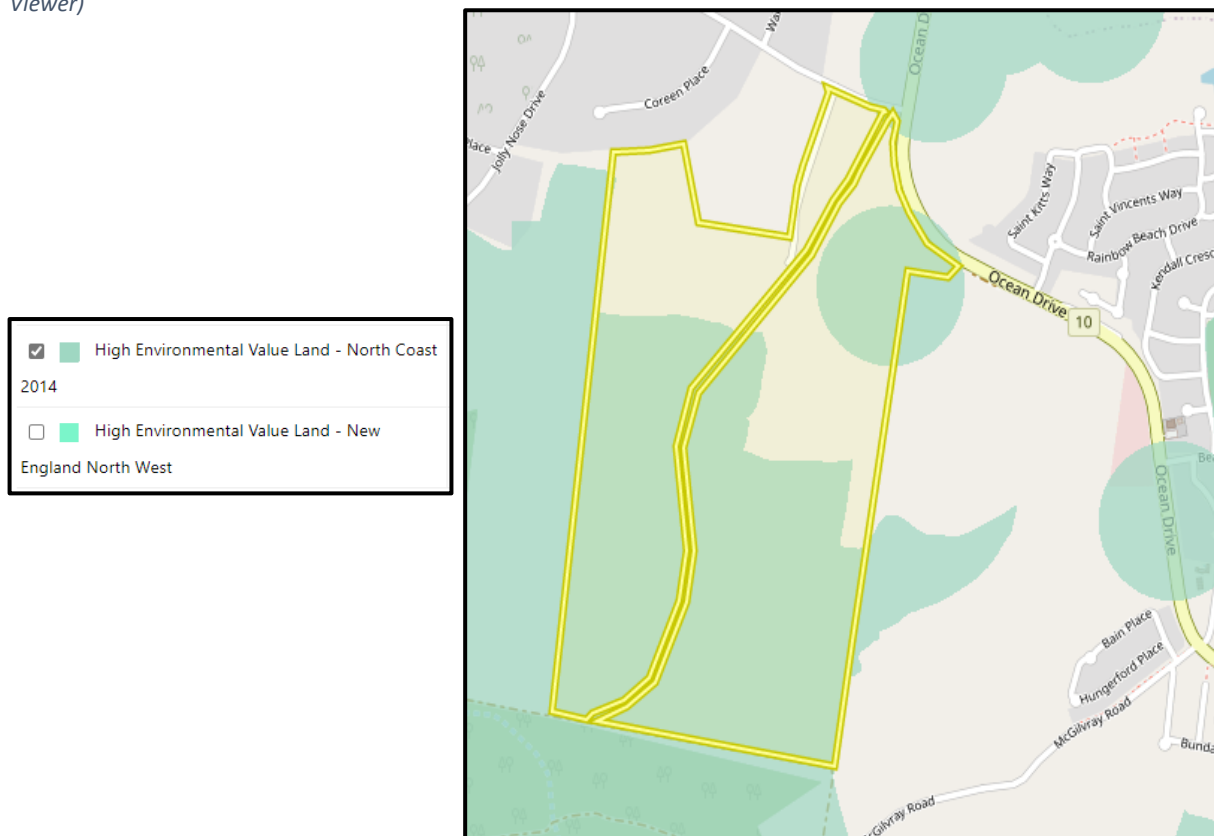 Viewer)
High Environmental Value Land - North Coast
2014
High Environmental Value Land - New
England North West
Ocean D
Coreen Place
Jolly Nose Drive
Place
Saint Kitts Way
Saint Vincents Way
Rainbow Beach Drive
Kendall Cresc
Ocean Drive
10
Ocean Drive
Bain Place
Hungerford Place
McGilvray Road
Bunda
McGilvray Road